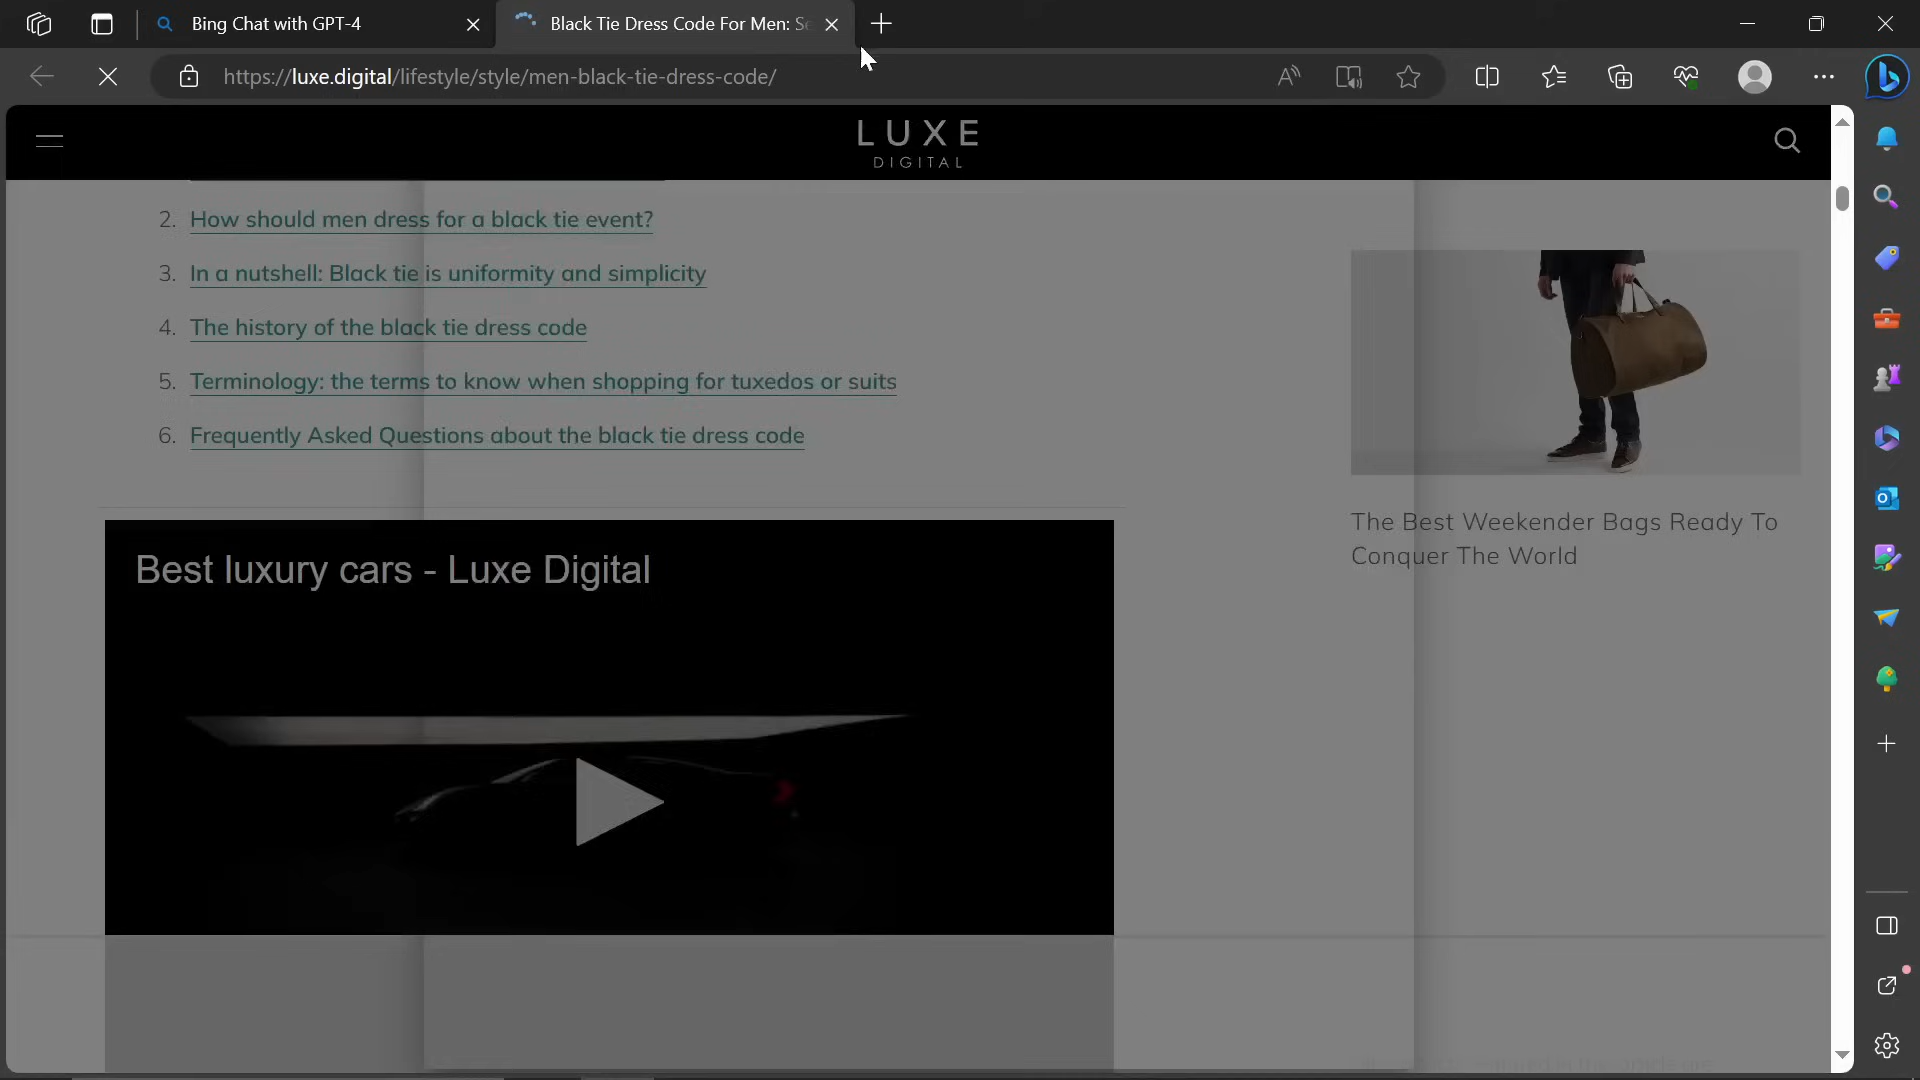 Bing Chat with GPT-4
Black Tie Dress Code For Men: Se
https://luxe.digital/lifestyle/style/men-black-tie-dress-code/
LUXE
DIGITAL
2. How should men dress for a black tie event?
3. In a nutshell: Black tie is uniformity and simplicity
4. The history of the black tie dress code
5. Terminology: the terms to know when shopping for tuxedos or suits
6. Frequently Asked Questions about the black tie dress code
Best luxury cars - Luxe Digital
The Best Weekender Bags Ready To
Conquer The World